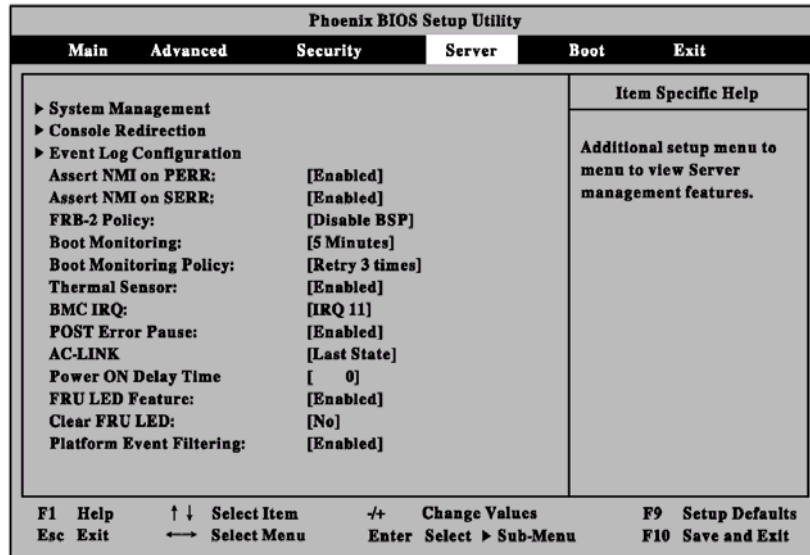 Phoenix BIOS Setup Utility
Main Advanced Security Server Boot Exit
▶ System Management
▶ Console Redirection
▶ Event Log Configuration
Assert NMI on PERR: [Enabled]
Assert NMI on SERR: [Enabled]
FRB-2 Policy: [Disable BSP]
Boot Monitoring: [5 Minutes]
Boot Monitoring Policy: [Retry 3 times]
Thermal Sensor: [Enabled]
BMC IRQ: [IRQ 11]
POST Error Pause: [Enabled]
AC-LINK [Last State]
Power ON Delay Time [ 0]
FRU LED Feature: [Enabled]
Clear FRU LED: [No]
Platform Event Filtering: [Enabled]
Item Specific Help
Additional setup menu to
menu to view Server
management features.
F1 Help ↑ ↓ Select Item -/+ Change Values F9 Setup Defaults
Esc Exit ←→ Select Menu Enter Select ▶ Sub-Menu F10 Save and Exit